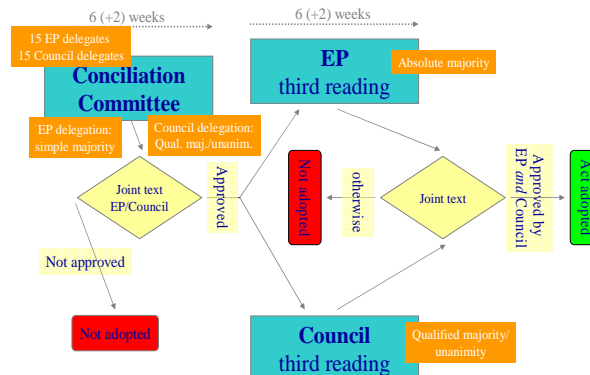 6 (+2) weeks
6 (+2) weeks
15 EP delegates
15 Council delegates
Conciliation
Committee
EP delegation:
simple majority
Council delegation:
Qual. maj./unanim.
EP
third reading
Absolute majority
Joint text
EP/Council
Approved
Not approved
Not adopted
Not adopted
otherwise
Joint text
Approved by
EP and Council
Act adopted
Council
third reading
Qualified majority/
unanimity